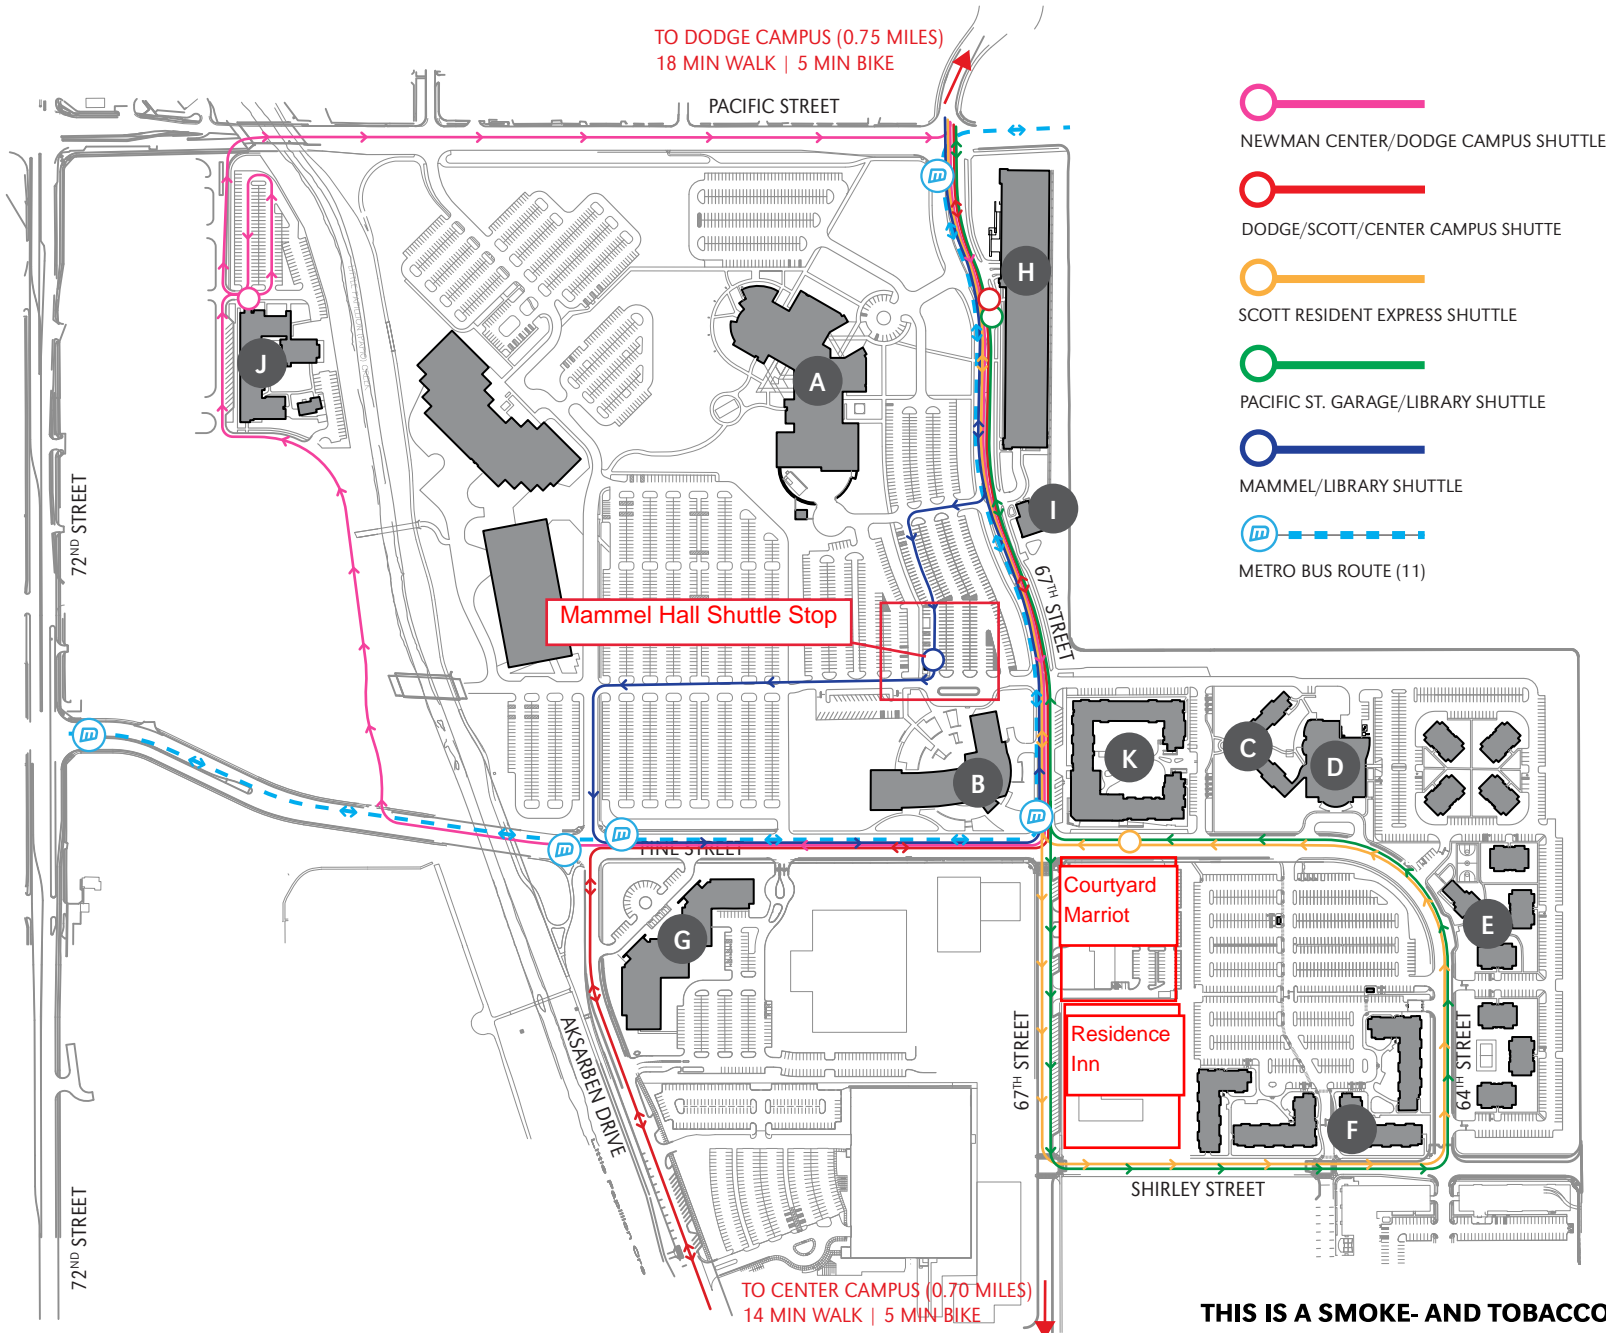 TO DODGE CAMPUS (0.75 MILES)
18 MIN WALK | 5 MIN BIKE
PACIFIC STREET
NEWMAN CENTER/DODGE CAMPUS SHUTTLE
DODGE/SCOTT/CENTER CAMPUS SHUTTE
SCOTT RESIDENT EXPRESS SHUTTLE
PACIFIC ST. GARAGE/LIBRARY SHUTTLE
MAMMEL/LIBRARY SHUTTLE
METRO BUS ROUTE (11)
H
J
A
I
72ND STREET
67TH STREET
Mammel Hall Shuttle Stop
K
C
D
B
PINE STREET
Courtyard
Marriot
E
G
Residence
Inn
67TH STREET
64TH STREET
AKSARBEN DRIVE
Little Papillion Cre
F
SHIRLEY STREET
72ND STREET
TO CENTER CAMPUS (0.70 MILES)
14 MIN WALK | 5 MIN BIKE
THIS IS A SMOKE- AND TOBACCO